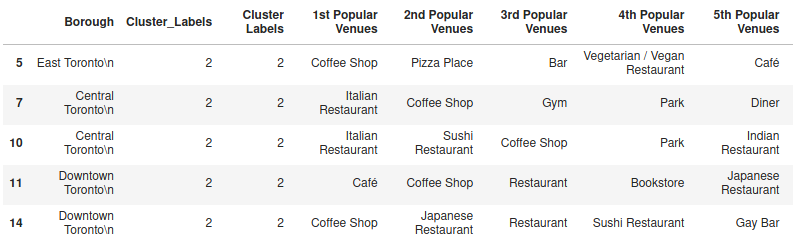 Borough Cluster_Labels Cluster Labels 1st Popular Venues 2nd Popular Venues 3rd Popular Venues 4th Popular Venues 5th Popular Venues
5 East Toronto\n 2 2 Coffee Shop Pizza Place Bar Vegetarian / Vegan Restaurant Café
7 Central Toronto\n 2 2 Italian Restaurant Coffee Shop Gym Park Diner
10 Central Toronto\n 2 2 Italian Restaurant Sushi Restaurant Coffee Shop Park Indian Restaurant
11 Downtown Toronto\n 2 2 Café Coffee Shop Restaurant Bookstore Japanese Restaurant
14 Downtown Toronto\n 2 2 Coffee Shop Japanese Restaurant Restaurant Sushi Restaurant Gay Bar